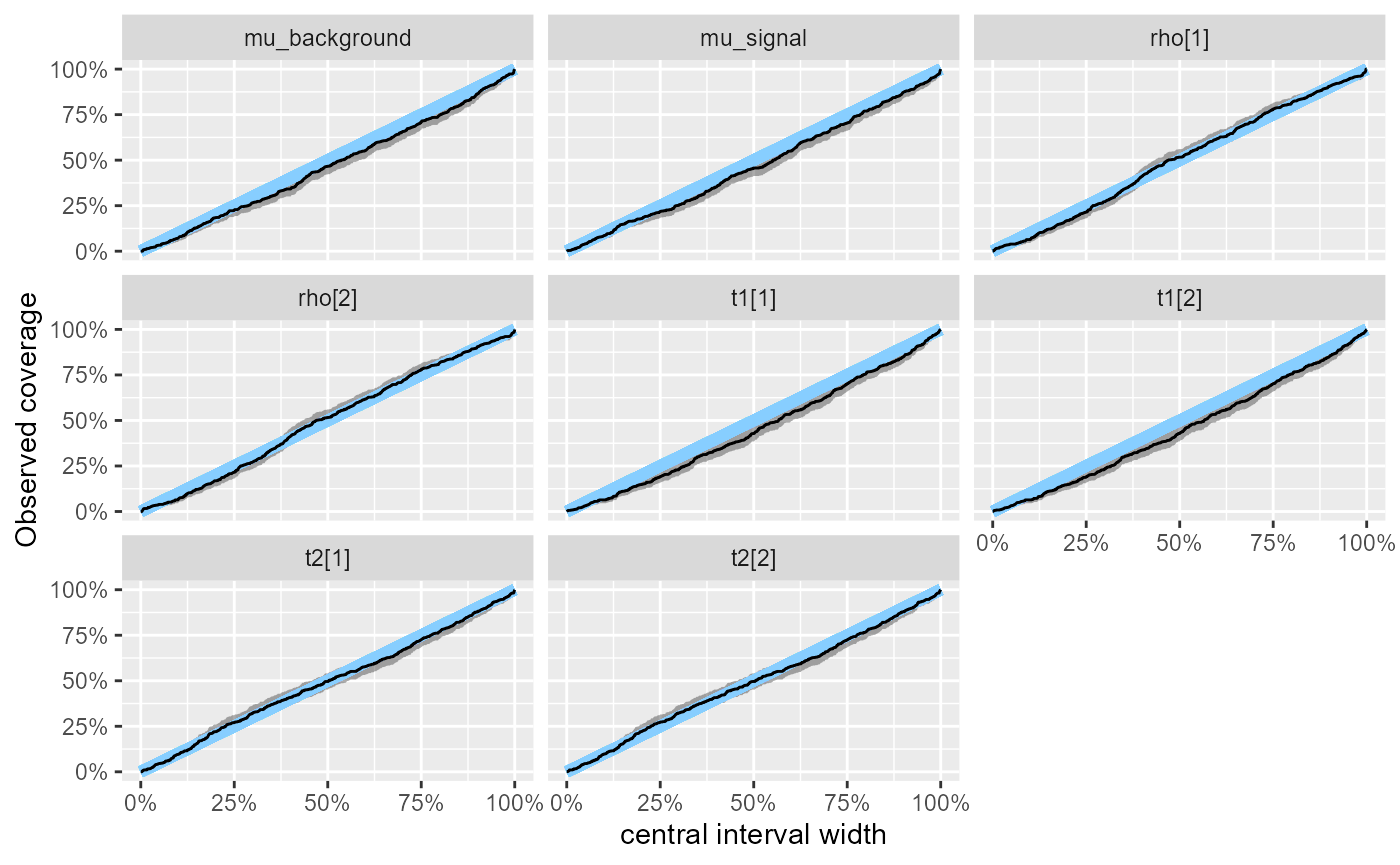 mu_background
mu_signal
rho[1]
100%
75%
50%
25%
0%
rho[2]
t1[1]
t1[2]
100%
75%
50%
25%
0%
0% 25% 50% 75% 100%
t2[1]
t2[2]
100%
75%
50%
25%
0%
0% 25% 50% 75% 100%
0% 25% 50% 75% 100%
central interval width
Observed coverage